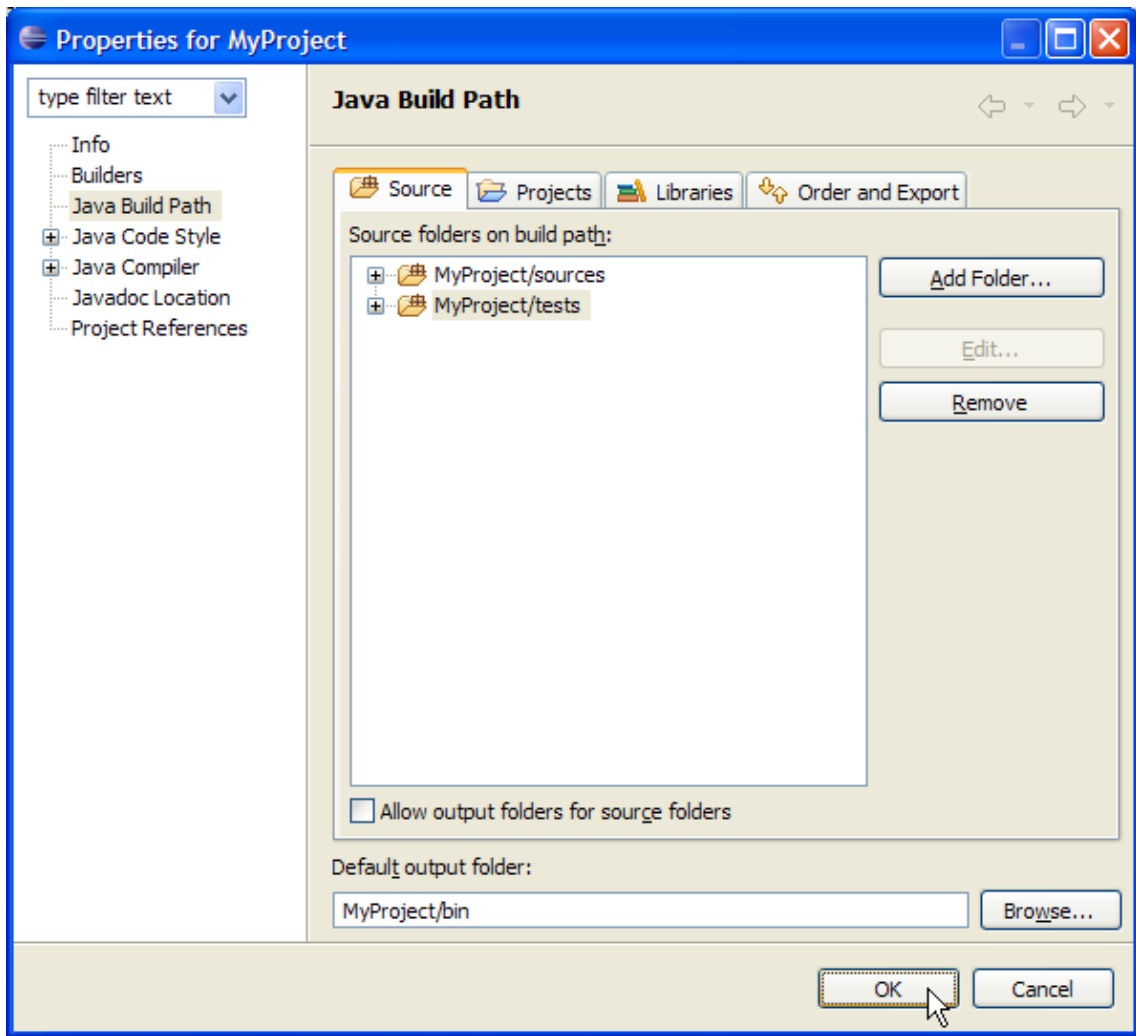 Properties for MyProject
type filter text
Java Build Path
Info
Builders
Java Build Path
Java Code Style
Java Compiler
Javadoc Location
Project References
Source
Projects
Libraries
Order and Export
Source folders on build path:
MyProject/sources
MyProject/tests
Add Folder...
Edit...
Remove
Allow output folders for source folders
Default output folder:
MyProject/bin
Browse...
OK
Cancel